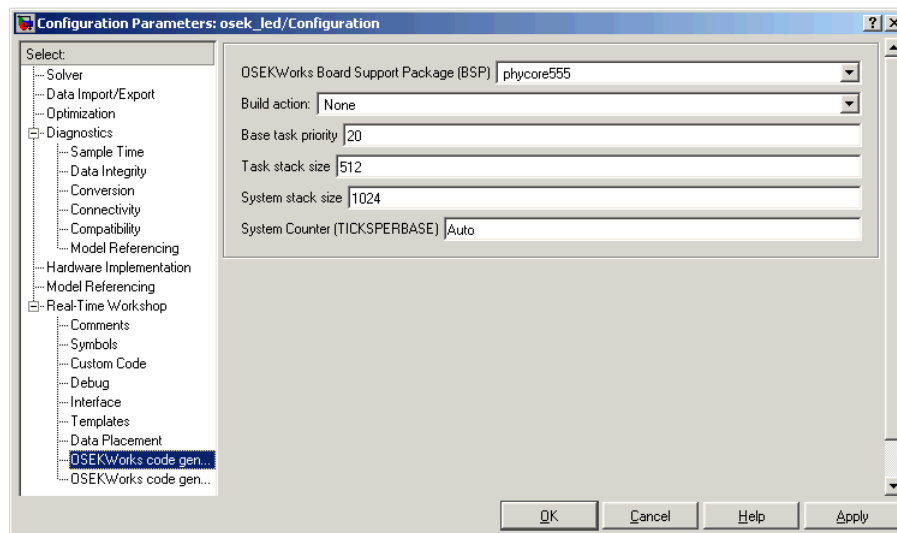 Configuration Parameters: osek_led/Configuration
Select:
Solver
Data Import/Export
Optimization
Diagnostics
Sample Time
Data Integrity
Conversion
Connectivity
Compatibility
Model Referencing
Hardware Implementation
Model Referencing
Real-Time Workshop
Comments
Symbols
Custom Code
Debug
Interface
Templates
Data Placement
OSEKWorks code gen...
OSEKWorks code gen...
OSEKWorks Board Support Package (BSP) phycore555
Build action: None
Base task priority 20
Task stack size 512
System stack size 1024
System Counter (TICKSPERBASE) Auto
OK Cancel Help Apply